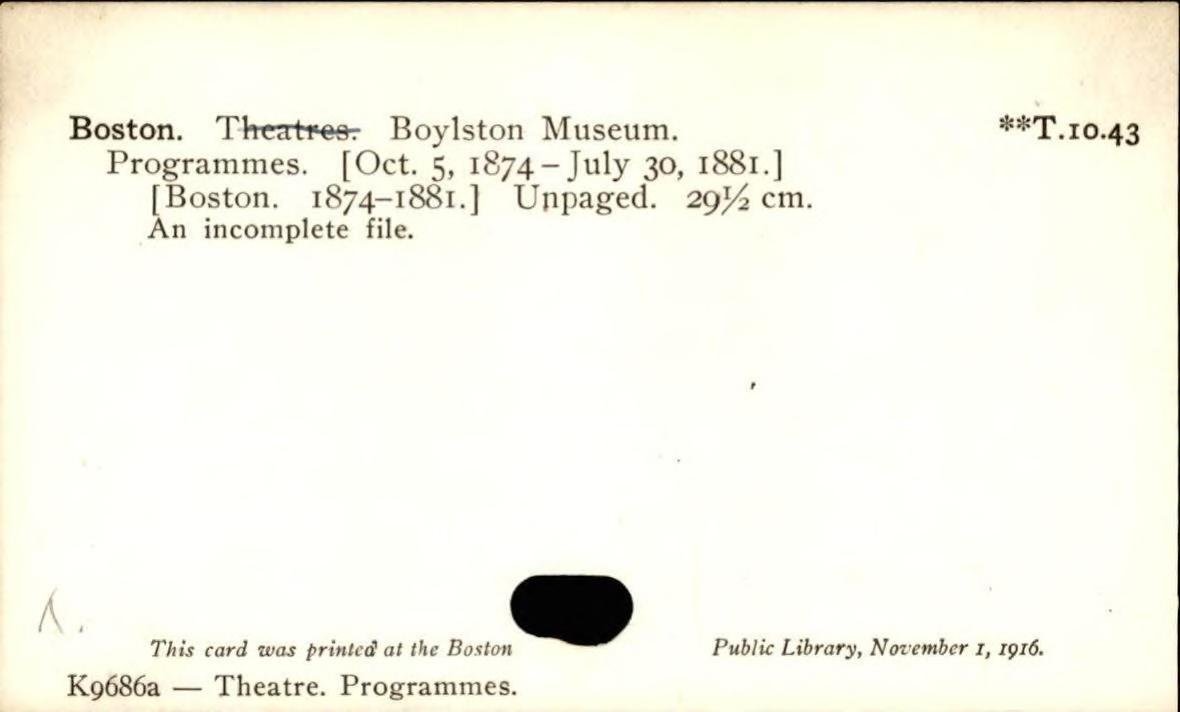 Boston. Theatres. Boylston Museum. **T.10.43
Programmes. [Oct. 5, 1874–July 30, 1881.]
[Boston. 1874–1881.] Unpaged. 29½ cm.
An incomplete file.
This card was printed at the Boston Public Library, November 1, 1916.
K9686a — Theatre. Programmes.